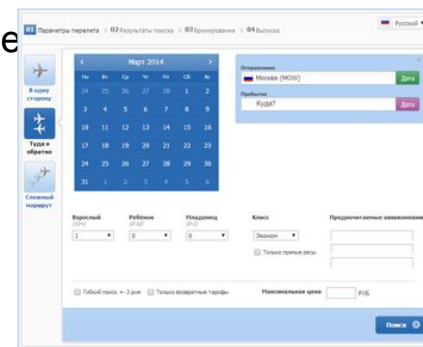 е
01 Параметры перелета > 02 Результаты поиска > 03 Бронирование > 04 Выписка
Русский
В одну
сторону
Туда и
обратно
Сложный
маршрут
< Март 2014 >
Пн Вт Ср Чт Пт Сб Вс
24 25 26 27 28 1 2
3 4 5 6 7 8 9
10 11 12 13 14 15 16
17 18 19 20 21 22 23
24 25 26 27 28 29 30
31 1 2 3 4 5 6
Отправление
Москва (MOW) Дата
Прибытие
Куда? Дата
Взрослый Ребёнок Младенец Класс Предпочитаемые авиакомпании
(12+) (2-12) (0-2)
1 0 0 Эконом
Только прямые рейсы
Гибкий поиск +- 3 дня Только возвратные тарифы Максимальная цена РУБ
Поиск